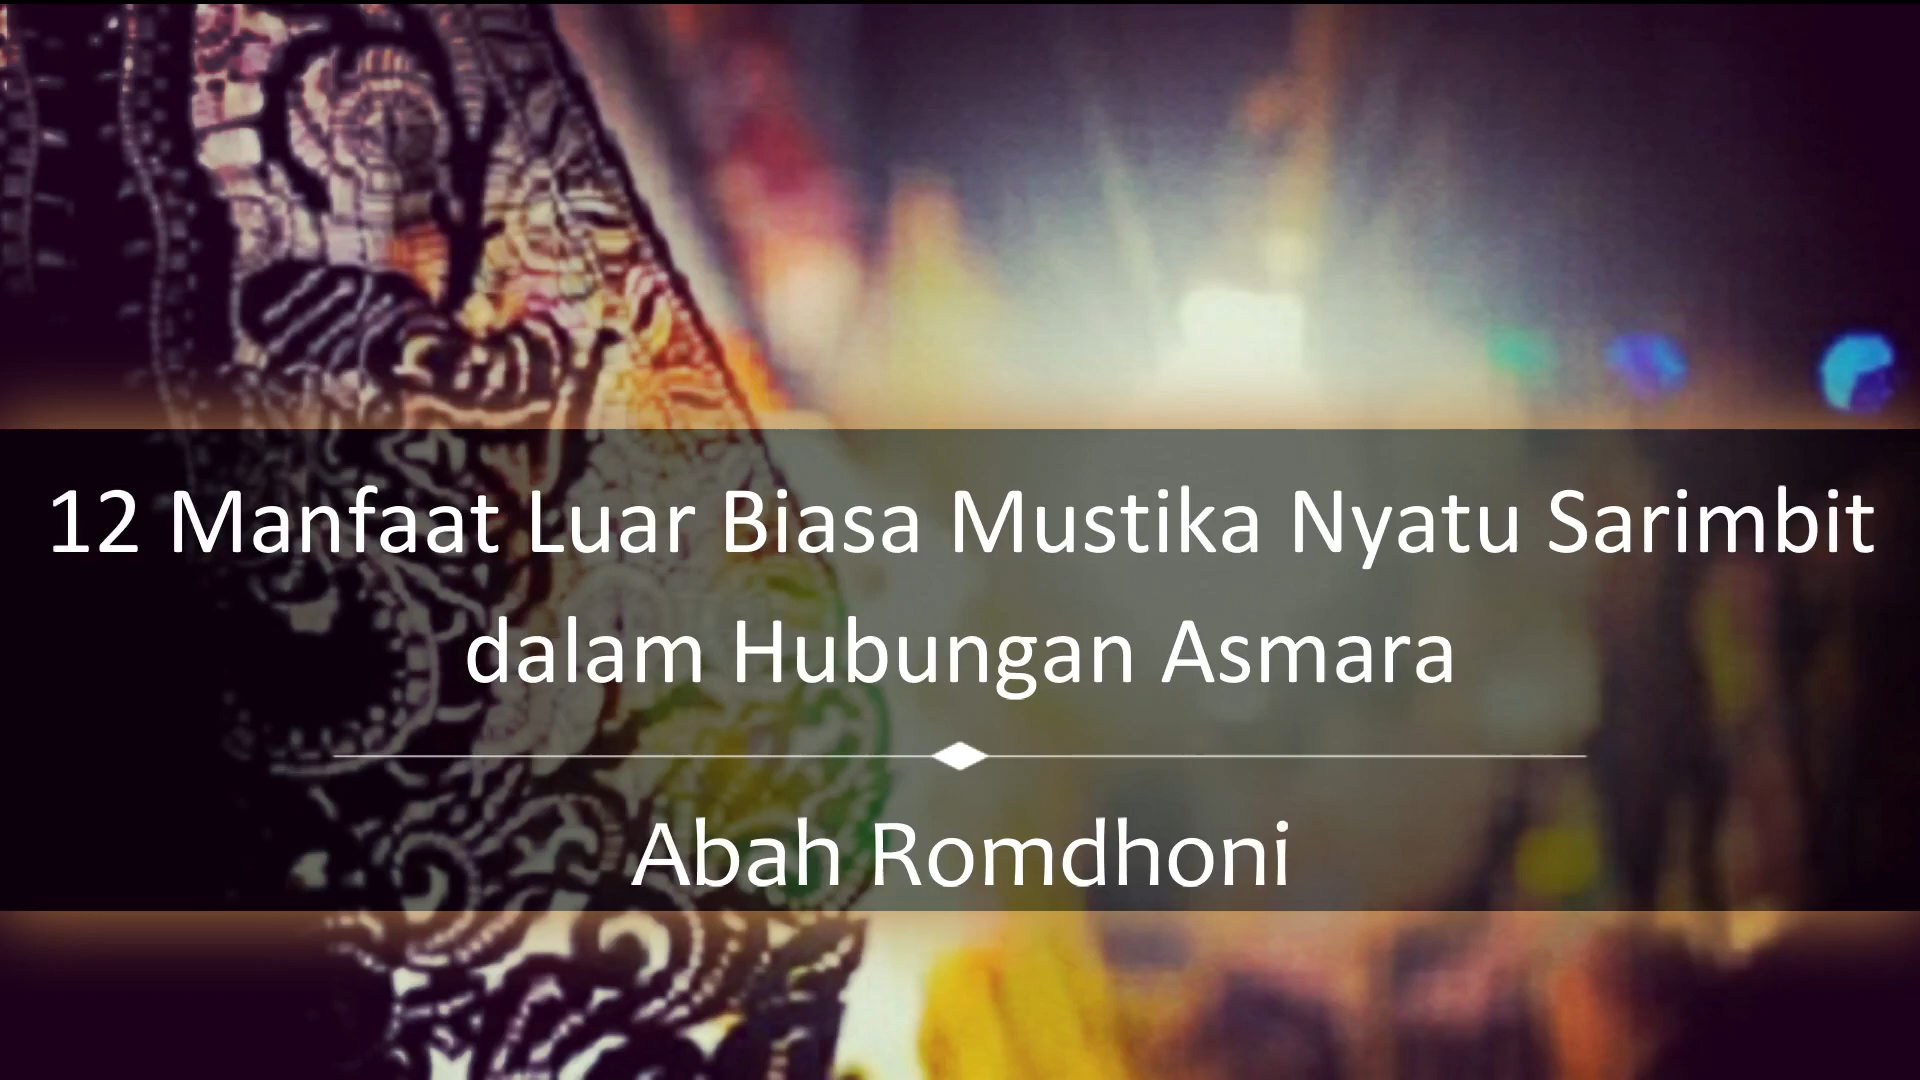 12 Manfaat Luar Biasa Mustika Nyatu Sarimbit
dalam Hubungan Asmara
Abah Romdhoni